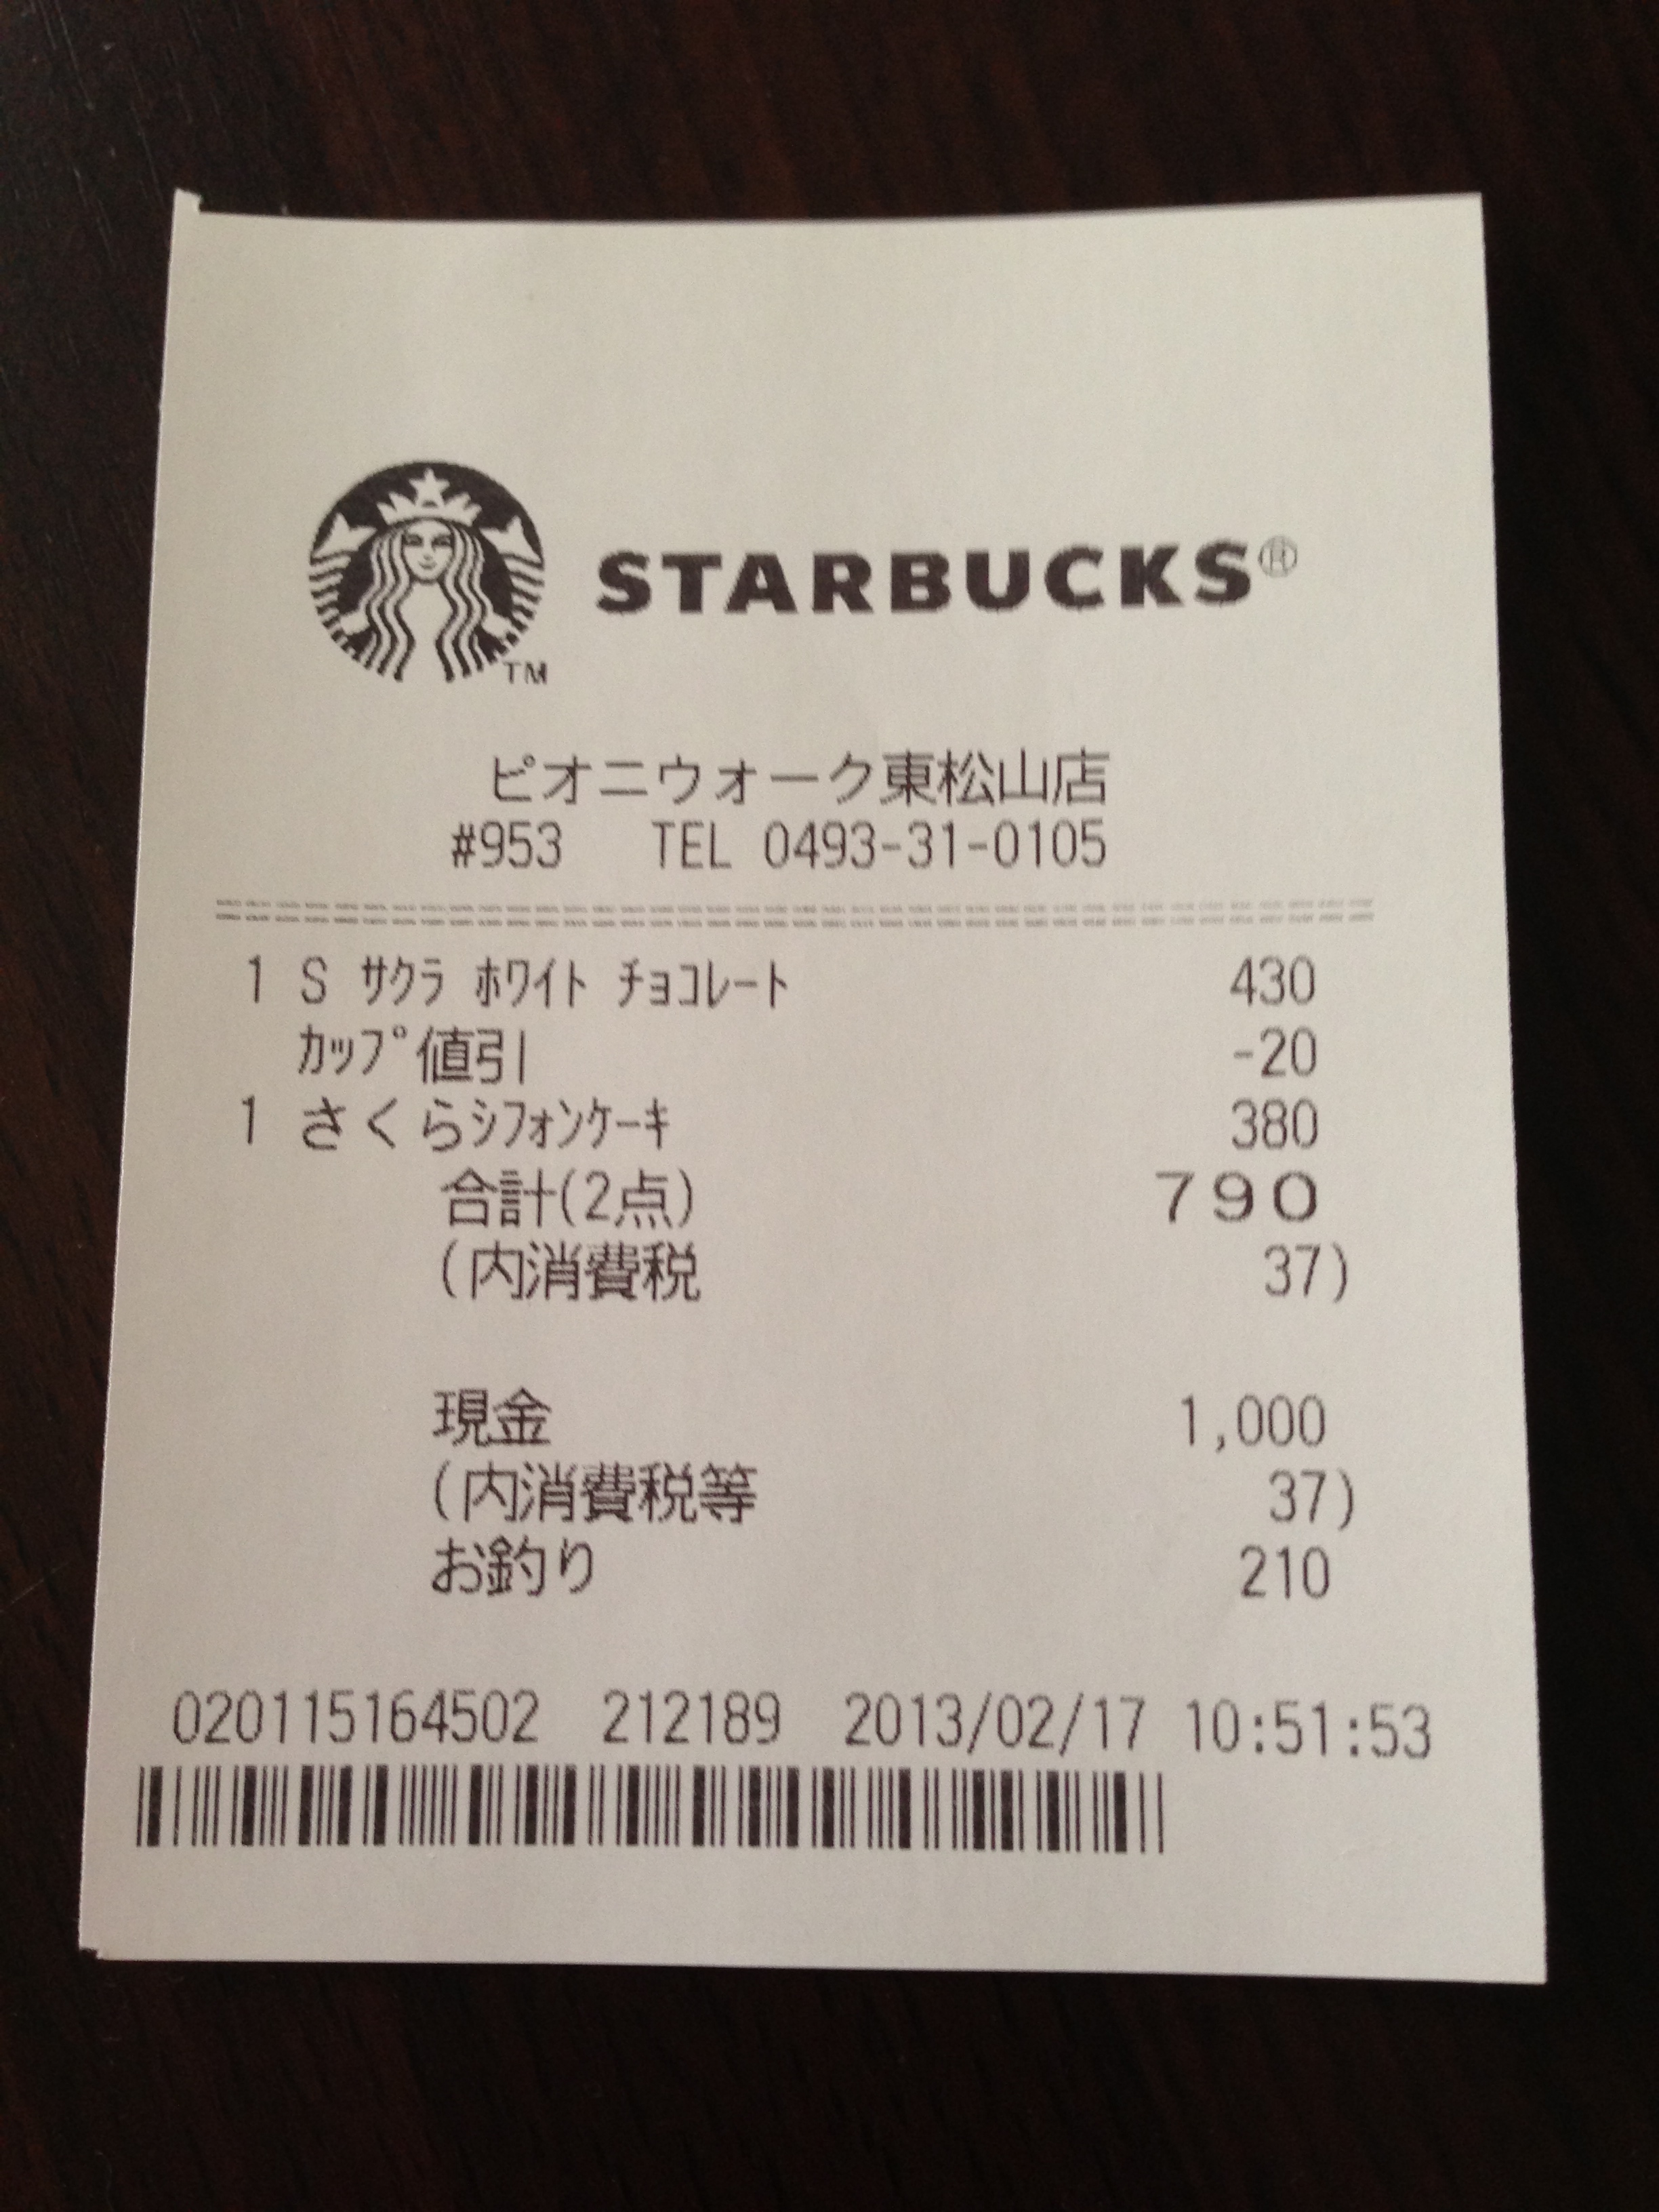 STARBUCKS®
TM
ピオニウォーク東松山店
#953 TEL 0493-31-0105
1 S ｻｸﾗ ﾎﾜｲﾄ ﾁｮｺﾚｰﾄ 430
ｶｯﾌﾟ値引 -20
1 さくらｼﾌｫﾝｹｰｷ 380
合計(2点) 790
(内消費税 37)
現金 1,000
(内消費税等 37)
お釣り 210
020115164502 212189 2013/02/17 10:51:53